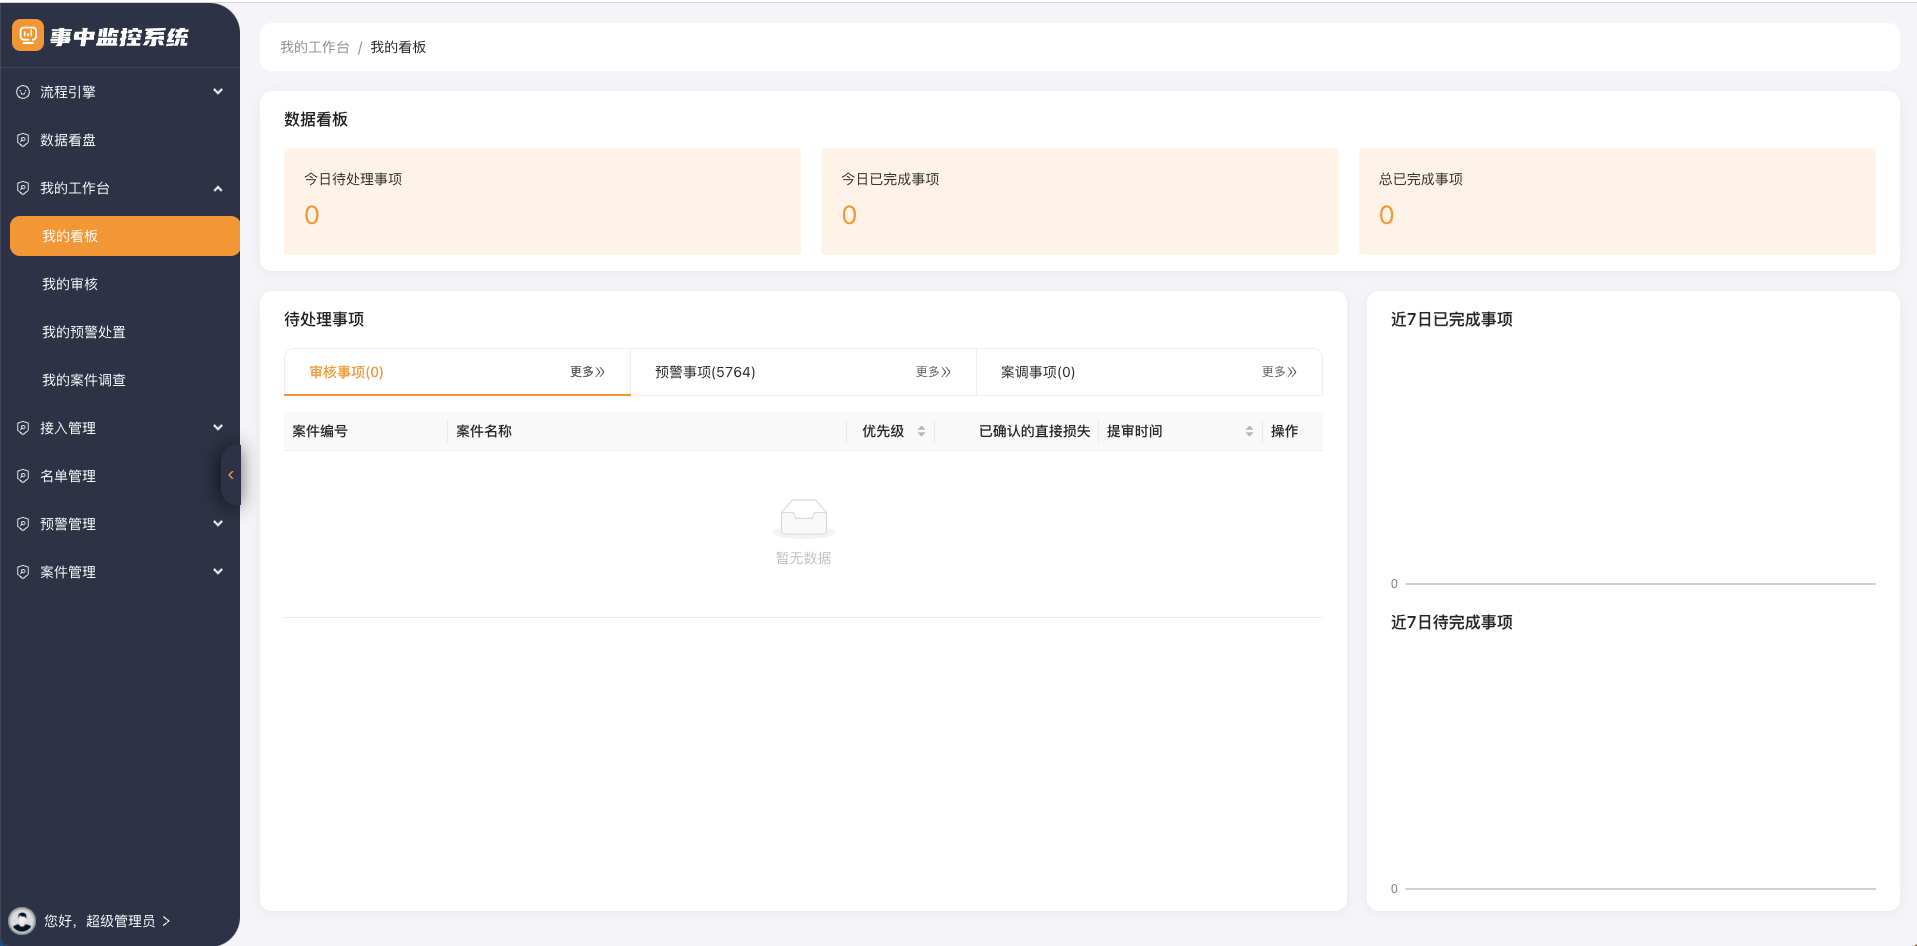 事中监控系统
流程引擎
数据看盘
我的工作台
我的看板
我的审核
我的预警处置
我的案件调查
接入管理
名单管理
预警管理
案件管理
您好，超级管理员 >
我的工作台 / 我的看板
数据看板
今日待处理事项
0
今日已完成事项
0
总已完成事项
0
待处理事项
审核事项(0) 更多
预警事项(5764) 更多
案调事项(0) 更多
案件编号 案件名称 优先级 已确认的直接损失 提审时间 操作
暂无数据
近7日已完成事项
0
近7日待完成事项
0